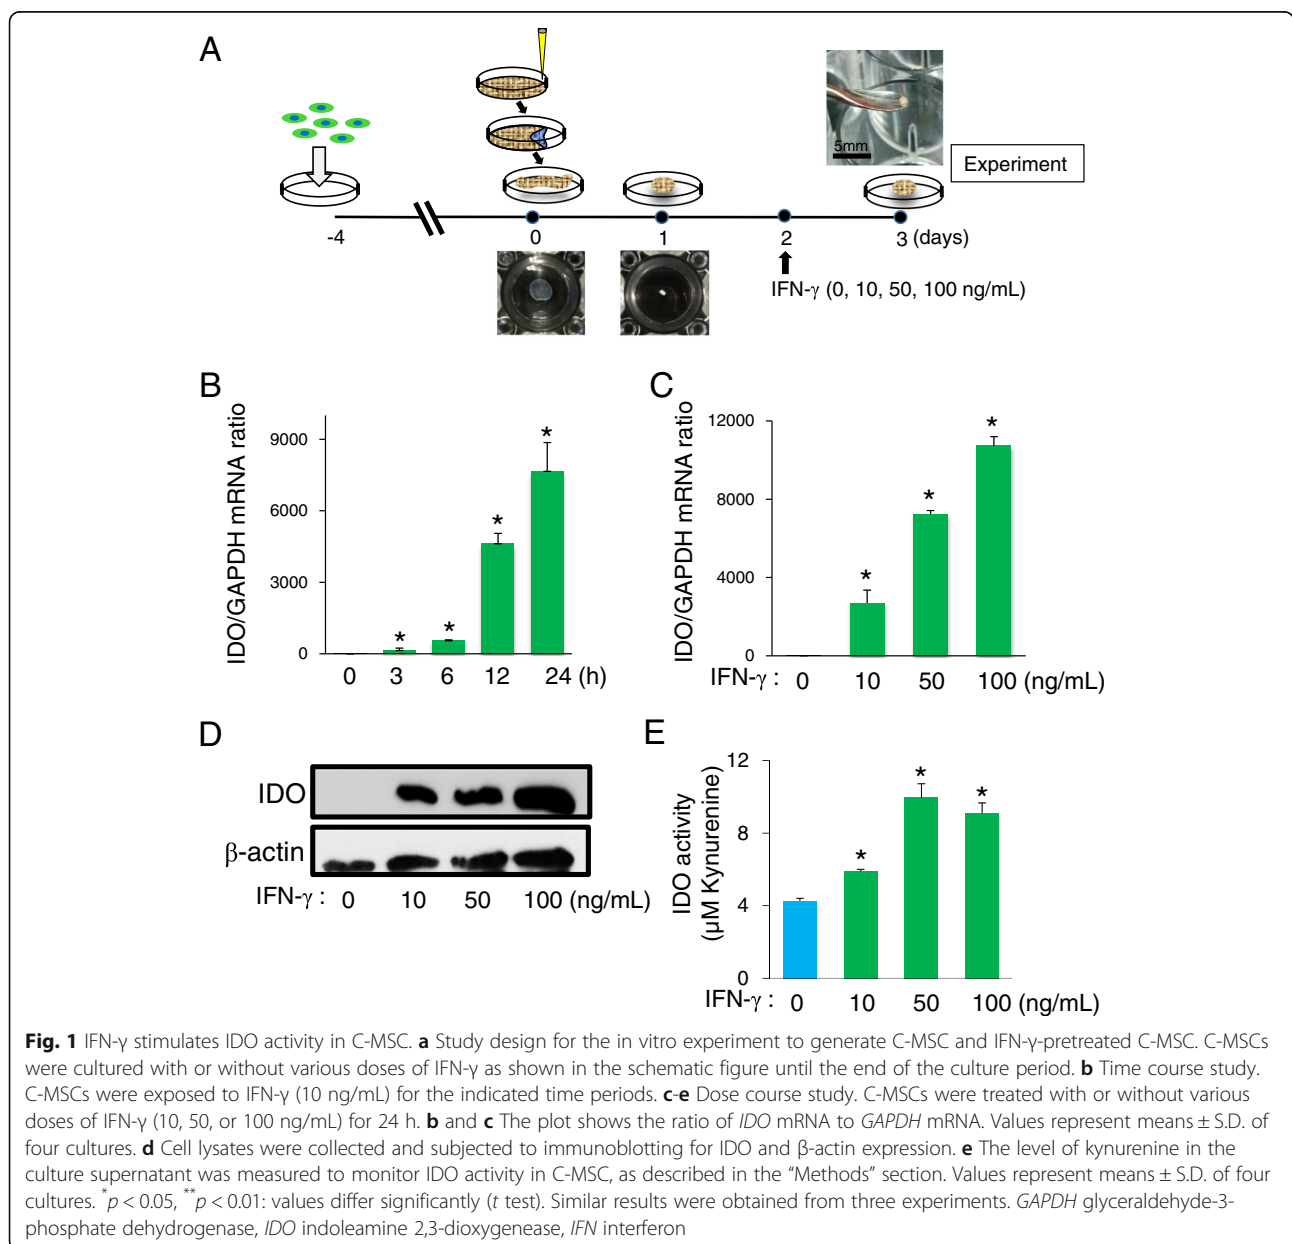 A
5mm
Experiment
-4
0
1
2
3 (days)
IFN-γ (0, 10, 50, 100 ng/mL)
B
IDO/GAPDH mRNA ratio
9000
6000
3000
0
0 3 6 12 24 (h)
C
IDO/GAPDH mRNA ratio
12000
8000
4000
0
IFN-γ : 0 10 50 100 (ng/mL)
D
IDO
β-actin
IFN-γ : 0 10 50 100 (ng/mL)
E
IDO activity
(µM Kynurenine)
12
8
4
0
IFN-γ : 0 10 50 100 (ng/mL)
Fig. 1 IFN-γ stimulates IDO activity in C-MSC. a Study design for the in vitro experiment to generate C-MSC and IFN-γ-pretreated C-MSC. C-MSCs
were cultured with or without various doses of IFN-γ as shown in the schematic figure until the end of the culture period. b Time course study.
C-MSCs were exposed to IFN-γ (10 ng/mL) for the indicated time periods. c-e Dose course study. C-MSCs were treated with or without various
doses of IFN-γ (10, 50, or 100 ng/mL) for 24 h. b and c The plot shows the ratio of IDO mRNA to GAPDH mRNA. Values represent means ± S.D. of
four cultures. d Cell lysates were collected and subjected to immunoblotting for IDO and β-actin expression. e The level of kynurenine in the
culture supernatant was measured to monitor IDO activity in C-MSC, as described in the “Methods” section. Values represent means ± S.D. of four
cultures. *p < 0.05, **p < 0.01: values differ significantly (t test). Similar results were obtained from three experiments. GAPDH glyceraldehyde-3-
phosphate dehydrogenase, IDO indoleamine 2,3-dioxygenease, IFN interferon